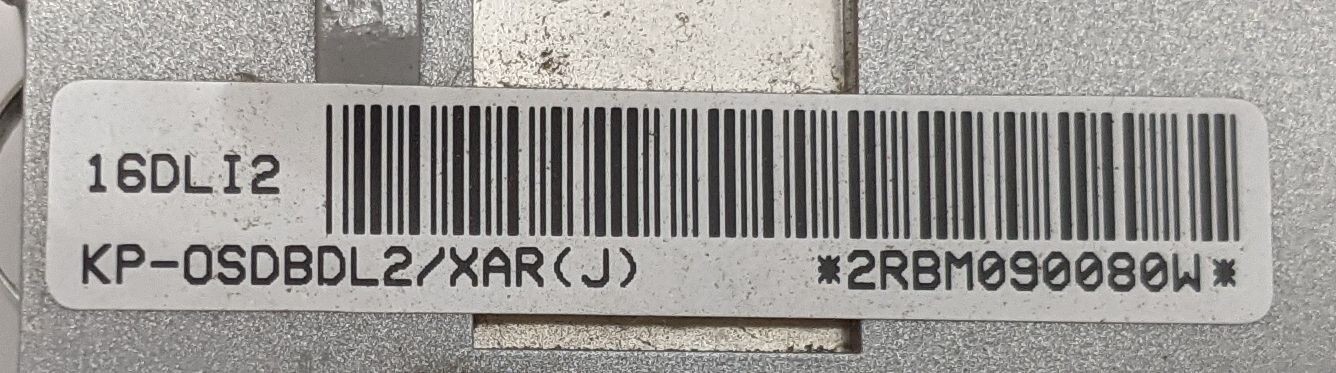 16DLI2
KP-OSDBDL2/XAR(J) *2RBM090080W*